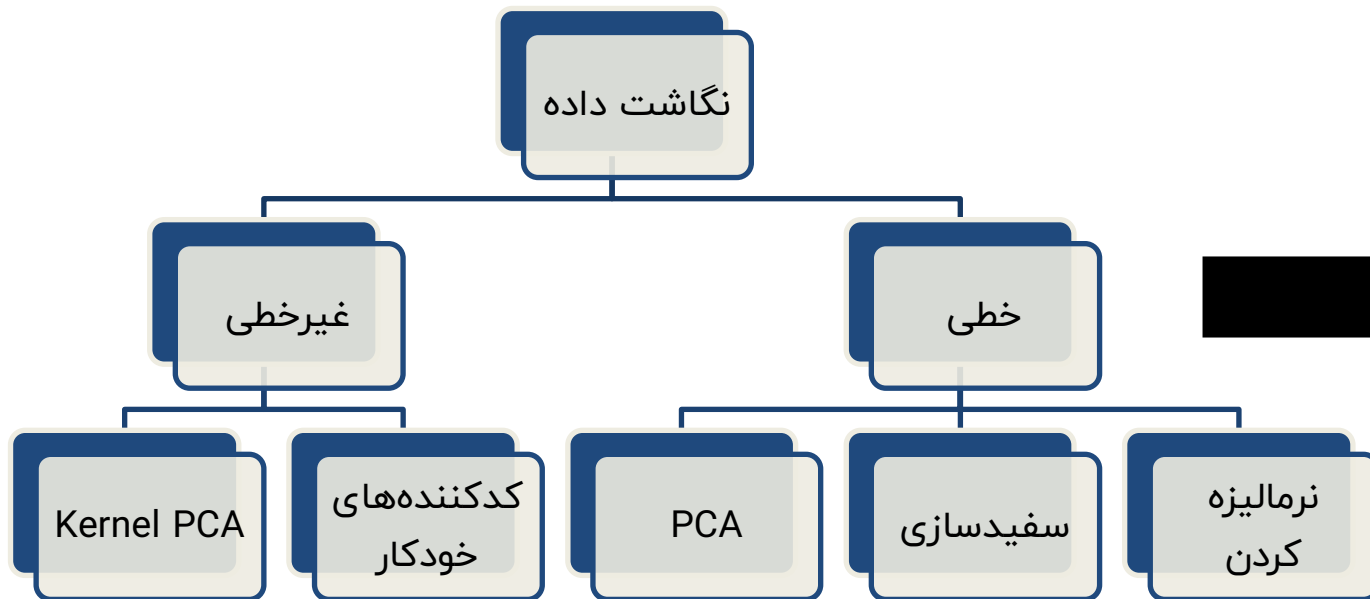 نگاشت داده
خطی
غیرخطی
نرمالیزه
کردن
سفیدسازی
PCA
کدکننده‌های
خودکار
Kernel PCA